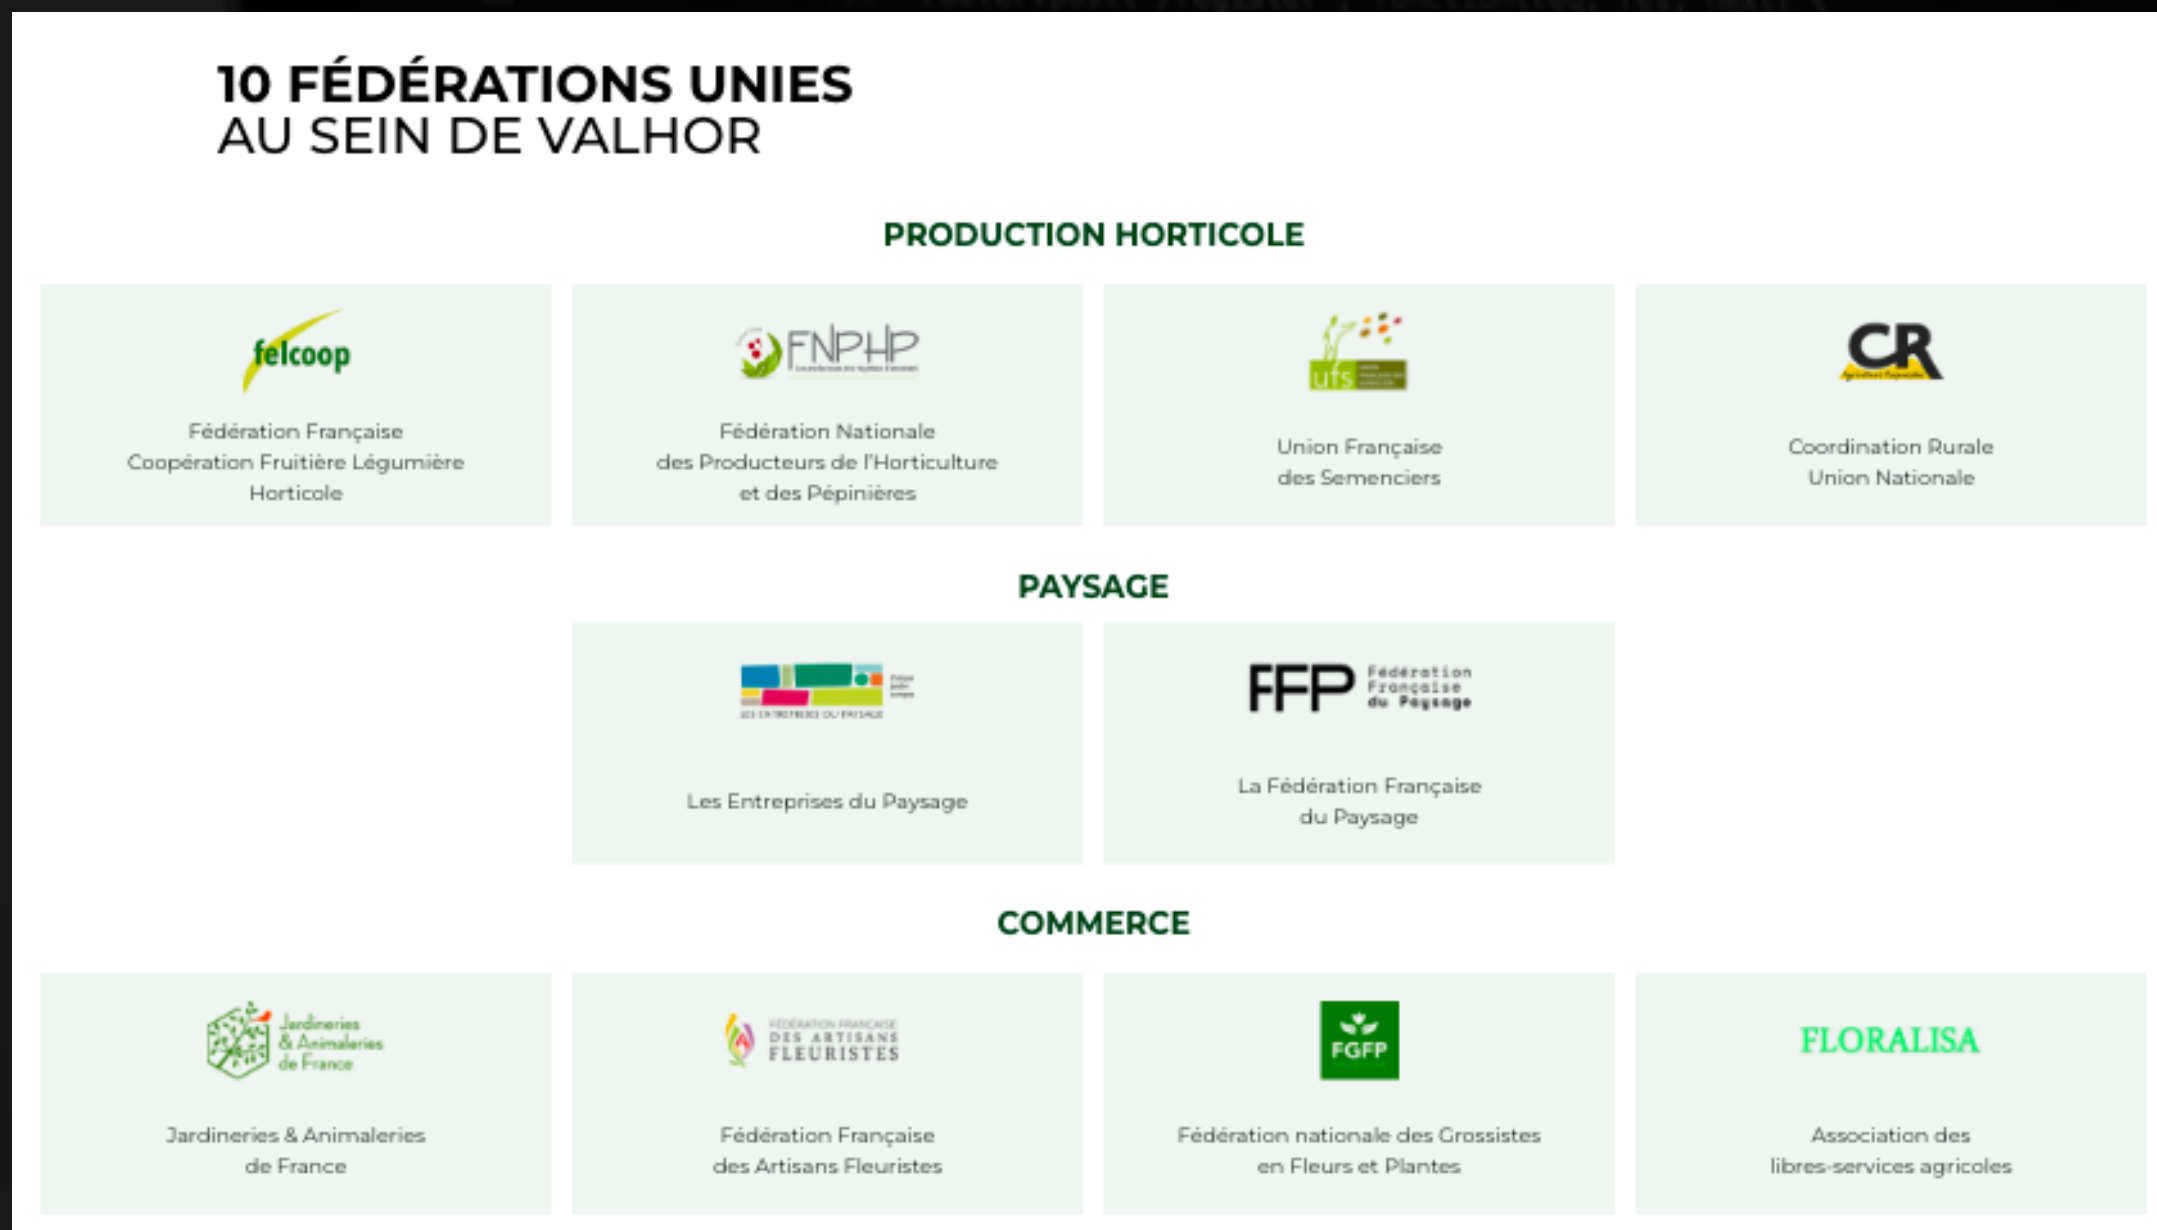 10 FÉDÉRATIONS UNIES
AU SEIN DE VALHOR
PRODUCTION HORTICOLE
felcoop
Fédération Française
Coopération Fruitière Légumière
Horticole
FNPHP
Fédération Nationale
des Producteurs de l'Horticulture
et des Pépinières
UFS
Union Française
des Semenciers
CR
Coordination Rurale
Union Nationale
PAYSAGE
LES ENTREPRISES DU PAYSAGE
Les Entreprises du Paysage
FFP
Fédération
Française
du Paysage
La Fédération Française
du Paysage
COMMERCE
Jardineries
& Animaleries
de France
Jardineries & Animaleries
de France
FÉDÉRATION FRANÇAISE
DES ARTISANS
FLEURISTES
Fédération Française
des Artisans Fleuristes
FGFP
Fédération nationale des Grossistes
en Fleurs et Plantes
FLORALISA
Association des
libres-services agricoles